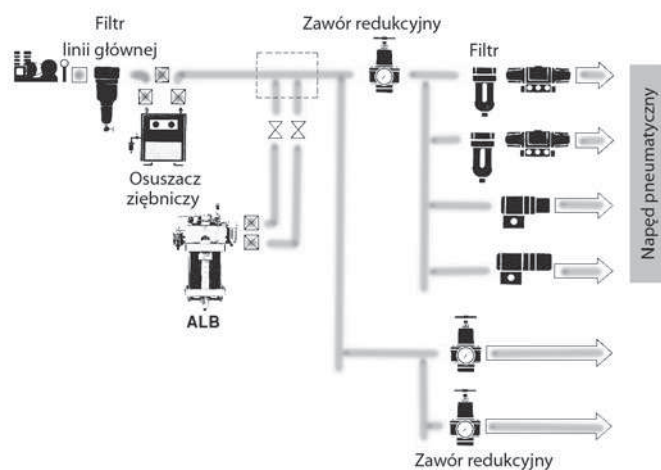 Filtr
linii głównej
Zawór redukcyjny
Filtr
Osuszacz
ziębniczy
ALB
Napęd pneumatyczny
Zawór redukcyjny